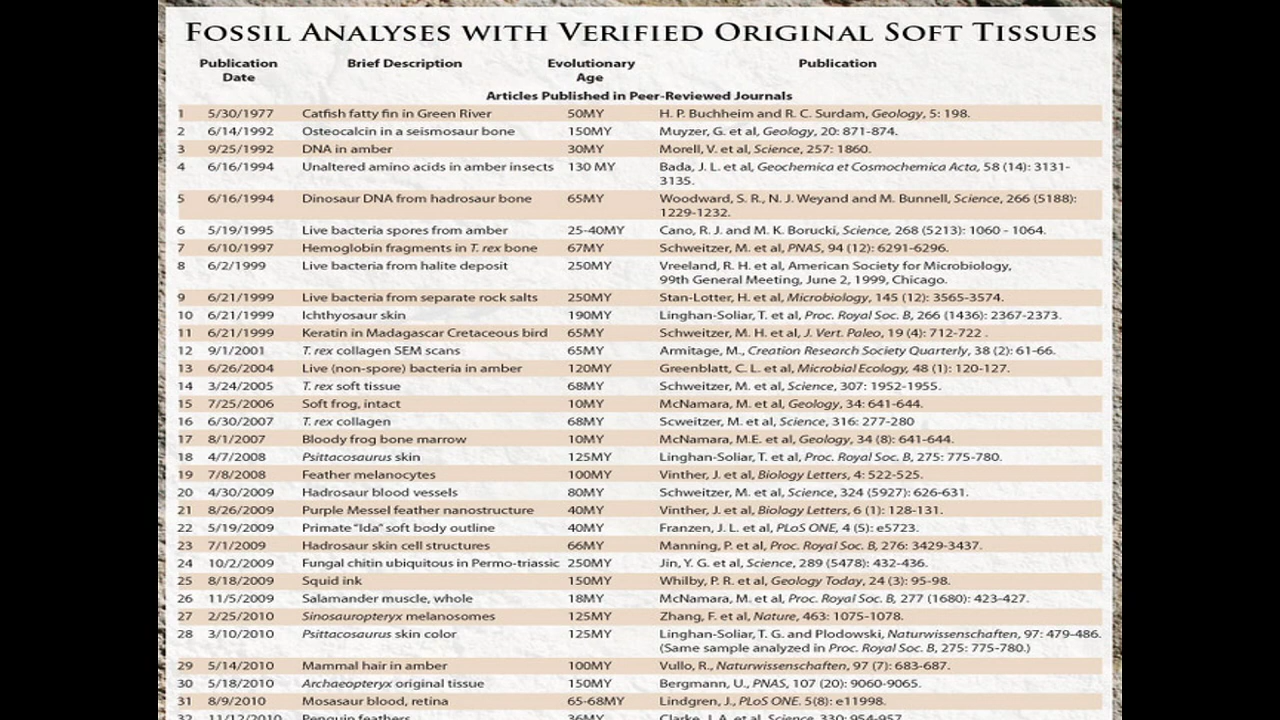 FOSSIL ANALYSES WITH VERIFIED ORIGINAL SOFT TISSUES
Publication Date Brief Description Evolutionary Age Publication
Articles Published in Peer-Reviewed Journals
1 5/30/1977 Catfish fatty fin in Green River 50MY H. P. Buchheim and R. C. Surdam, Geology, 5: 198.
2 6/14/1992 Osteocalcin in a seismosaur bone 150MY Muyzer, G. et al, Geology, 20: 871-874.
3 9/25/1992 DNA in amber 30MY Morell, V. et al, Science, 257: 1860.
4 6/16/1994 Unaltered amino acids in amber insects 130 MY Bada, J. L. et al, Geochemica et Cosmochemica Acta, 58 (14): 3131-
3135.
5 6/16/1994 Dinosaur DNA from hadrosaur bone 65MY Woodward, S. R., N. J. Weyand and M. Bunnell, Science, 266 (5188):
1229-1232.
6 5/19/1995 Live bacteria spores from amber 25-40MY Cano, R. J. and M. K. Borucki, Science, 268 (5213): 1060 - 1064.
7 6/10/1997 Hemoglobin fragments in T. rex bone 67MY Schweitzer, M. et al, PNAS, 94 (12): 6291-6296.
8 6/2/1999 Live bacteria from halite deposit 250MY Vreeland, R. H. et al, American Society for Microbiology,
99th General Meeting, June 2, 1999, Chicago.
9 6/21/1999 Live bacteria from separate rock salts 250MY Stan-Lotter, H. et al, Microbiology, 145 (12): 3565-3574.
10 6/21/1999 Ichthyosaur skin 190MY Linghan-Soliar, T. et al, Proc. Royal Soc. B, 266 (1436): 2367-2373.
11 6/21/1999 Keratin in Madagascar Cretaceous bird 65MY Schweitzer, M. H. et al, J. Vert. Paleo, 19 (4): 712-722 .
12 9/1/2001 T. rex collagen SEM scans 65MY Armitage, M., Creation Research Society Quarterly, 38 (2): 61-66.
13 6/26/2004 Live (non-spore) bacteria in amber 120MY Greenblatt, C. L. et al, Microbial Ecology, 48 (1): 120-127.
14 3/24/2005 T. rex soft tissue 68MY Schweitzer, M. et al, Science, 307: 1952-1955.
15 7/25/2006 Soft frog, intact 10MY McNamara, M. et al, Geology, 34: 641-644.
16 6/30/2007 T. rex collagen 68MY Scweitzer, M. et al, Science, 316: 277-280
17 8/1/2007 Bloody frog bone marrow 10MY McNamara, M.E. et al, Geology, 34 (8): 641-644.
18 4/7/2008 Psittacosaurus skin 125MY Linghan-Soliar, T. et al, Proc. Royal Soc. B, 275: 775-780.
19 7/8/2008 Feather melanocytes 100MY Vinther, J. et al, Biology Letters, 4: 522-525.
20 4/30/2009 Hadrosaur blood vessels 80MY Schweitzer, M. et al, Science, 324 (5927): 626-631.
21 8/26/2009 Purple Messel feather nanostructure 40MY Vinther, J. et al, Biology Letters, 6 (1): 128-131.
22 5/19/2009 Primate "Ida" soft body outline 40MY Franzen, J. L. et al, PLoS ONE, 4 (5): e5723.
23 7/1/2009 Hadrosaur skin cell structures 66MY Manning, P. et al, Proc. Royal Soc. B, 276: 3429-3437.
24 10/2/2009 Fungal chitin ubiquitous in Permo-triassic 250MY Jin, Y. G. et al, Science, 289 (5478): 432-436.
25 8/18/2009 Squid ink 150MY Whilby, P. R. et al, Geology Today, 24 (3): 95-98.
26 11/5/2009 Salamander muscle, whole 18MY McNamara, M. et al, Proc. Royal Soc. B, 277 (1680): 423-427.
27 2/25/2010 Sinosauropteryx melanosomes 125MY Zhang, F. et al, Nature, 463: 1075-1078.
28 3/10/2010 Psittacosaurus skin color 125MY Linghan-Soliar, T. G. and Plodowski, Naturwissenschaften, 97: 479-486.
(Same sample analyzed in Proc. Royal Soc. B, 275: 775-780.)
29 5/14/2010 Mammal hair in amber 100MY Vullo, R., Naturwissenschaften, 97 (7): 683-687.
30 5/18/2010 Archaeopteryx original tissue 150MY Bergmann, U., PNAS, 107 (20): 9060-9065.
31 8/9/2010 Mosasaur blood, retina 65-68MY Lindgren, J., PLoS ONE. 5(8): e11998.
32 11/12/2010 Penguin feathers 36MY Clarke, J. A. et al, Science, 330: 954-957.